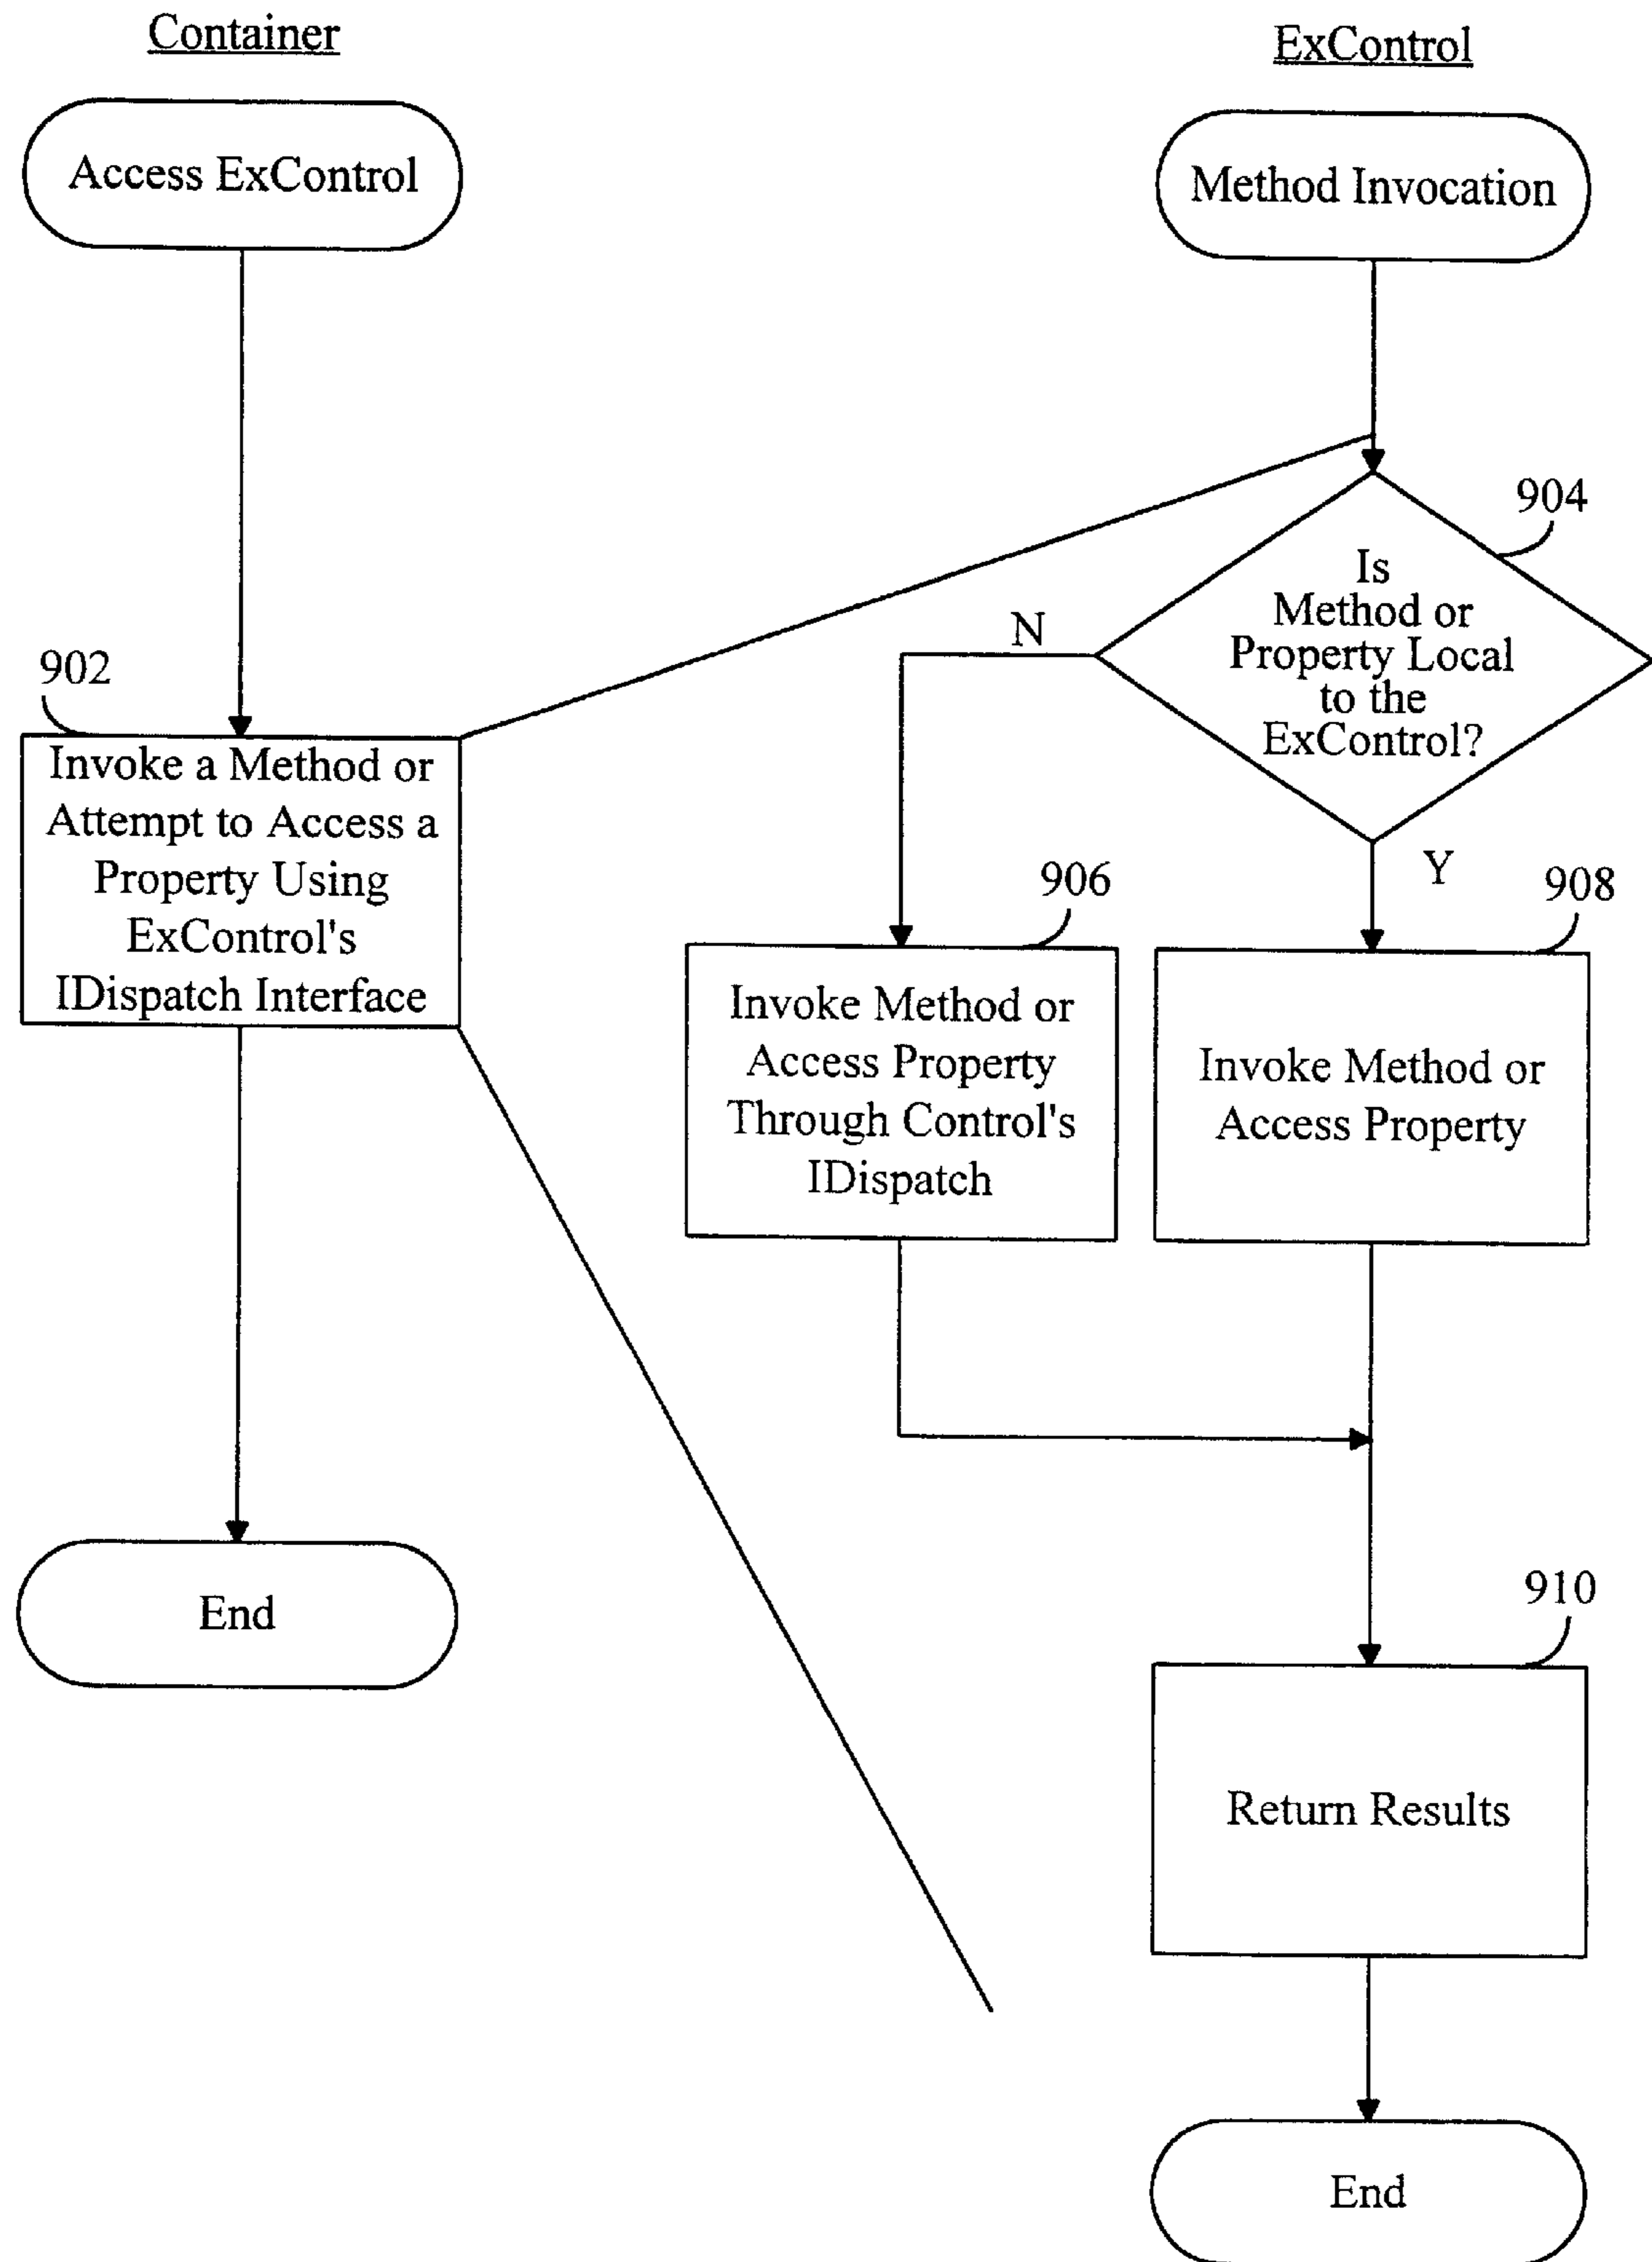 Container
Access ExControl
902
Invoke a Method or
Attempt to Access a
Property Using
ExControl's
IDispatch Interface
End
ExControl
Method Invocation
904
Is
Method or
Property Local
to the
ExControl?
N
Y
906
Invoke Method or
Access Property
Through Control's
IDispatch
908
Invoke Method or
Access Property
910
Return Results
End